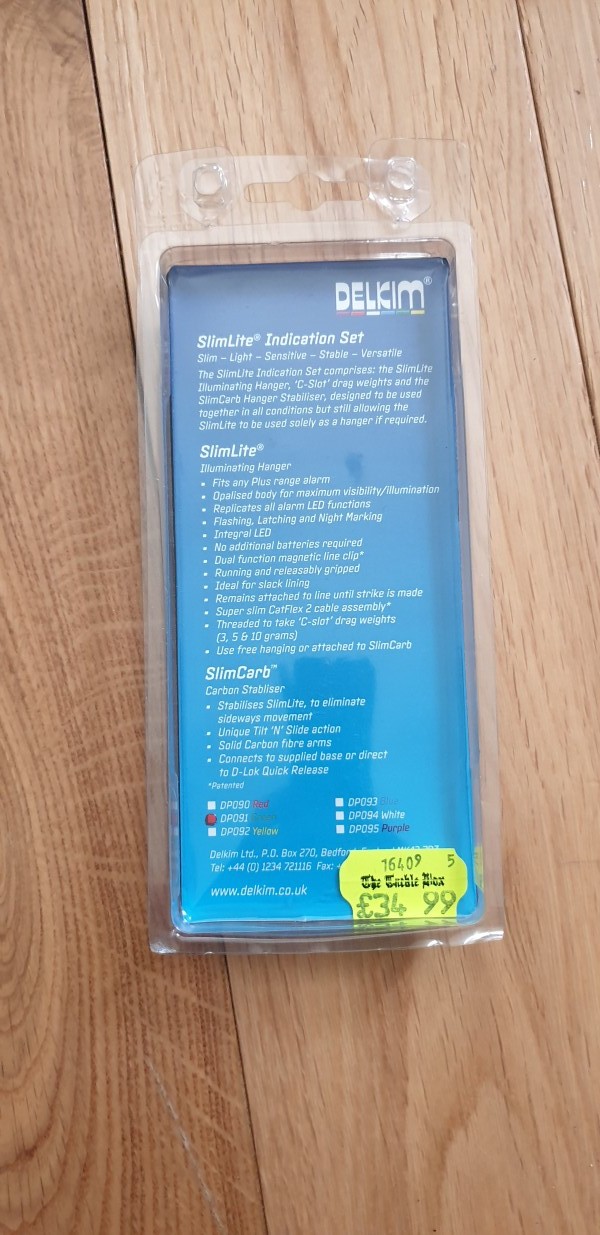 DELKIM®
SlimLite® Indication Set
Slim – Light – Sensitive – Stable – Versatile
The SlimLite Indication Set comprises: the SlimLite
Illuminating Hanger, 'C-Slot' drag weights and the
SlimCarb Hanger Stabiliser, designed to be used
together in all conditions but still allowing the
SlimLite to be used solely as a hanger if required.
SlimLite®
Illuminating Hanger
• Fits any Plus range alarm
• Opalised body for maximum visibility/illumination
• Replicates all alarm LED functions
• Flashing, Latching and Night Marking
• Integral LED
• No additional batteries required
• Dual function magnetic line clip*
• Running and releasably gripped
• Ideal for slack lining
• Remains attached to line until strike is made
• Super slim CatFlex 2 cable assembly*
• Threaded to take 'C-slot' drag weights
(3, 5 & 10 grams)
• Use free hanging or attached to SlimCarb
SlimCarb™
Carbon Stabliser
• Stabilises SlimLite, to eliminate
sideways movement
• Unique Tilt 'N' Slide action
• Solid Carbon fibre arms
• Connects to supplied base or direct
to D-Lok Quick Release
*Patented
DP090 Red
DP091 Green
DP092 Yellow
DP093 Blue
DP094 White
DP095 Purple
Delkim Ltd., P.O. Box 270, Bedford,
Tel: +44 (0) 1234 721116 Fax: +
www.delkim.co.uk
16409 5
The Tackle Box
£34 99